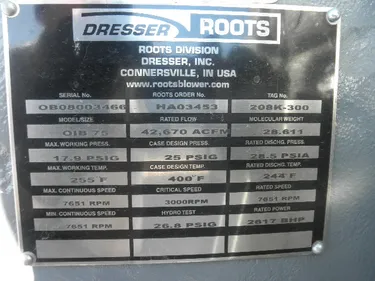 DRESSER ROOTS
ROOTS DIVISION
DRESSER, INC.
CONNERSVILLE, IN USA
www.rootsblower.com
SERIAL NO. ROOTS ORDER NO. TAG No.
OB08003466 HA03453 20SK-300
MODEL/SIZE RATED FLOW MOLECULAR WEIGHT
OIB 75 42,670 ACFM 28.611
MAX. WORKING PRESS. CASE DESIGN PRESS. RATED DISCHG. PRESS.
17.9 PSIG 25 PSIG 28.5 PSIA
MAX. WORKING TEMP. CASE DESIGN TEMP. RATED DISCHG. TEMP.
255°F 400°F 244°F
MAX. CONTINUOUS SPEED CRITICAL SPEED RATED SPEED
7651 RPM 3000RPM 7651 RPM
MIN. CONTINUOUS SPEED HYDRO TEST RATED POWER
7651 RPM 26.8 PSIG 2617 BHP